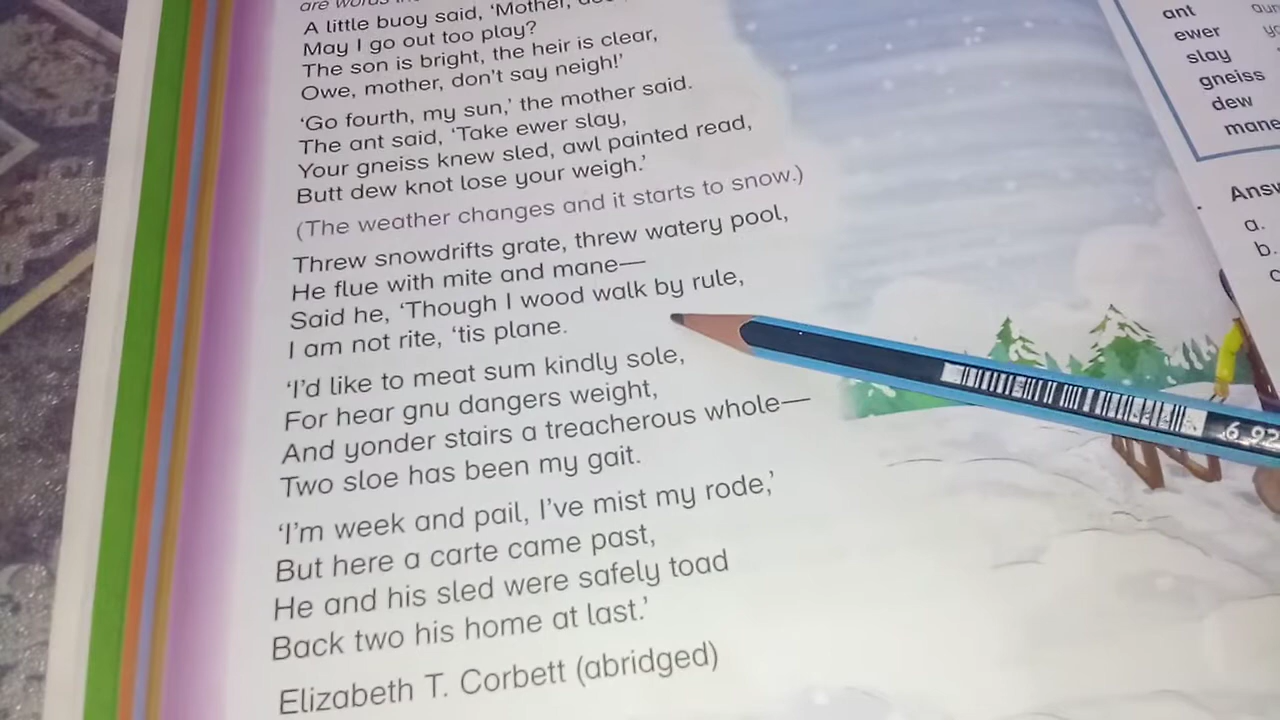 are words
A little buoy said, 'Mother,
May I go out too play?
The son is bright, the heir is clear,
Owe, mother, don't say neigh!'
'Go fourth, my sun,' the mother said.
The ant said, 'Take ewer slay,
Your gneiss knew sled, awl painted read,
Butt dew knot lose your weigh.'
(The weather changes and it starts to snow.)
Threw snowdrifts grate, threw watery pool,
He flue with mite and mane—
Said he, 'Though I wood walk by rule,
I am not rite, 'tis plane.
'I'd like to meat sum kindly sole,
For hear gnu dangers weight,
And yonder stairs a treacherous whole—
Two sloe has been my gait.
'I'm week and pail, I've mist my rode,'
But here a carte came past,
He and his sled were safely toad
Back two his home at last.'
Elizabeth T. Corbett (abridged)
ant
ewer
slay
gneiss
dew
mane
a.
b.
6 92